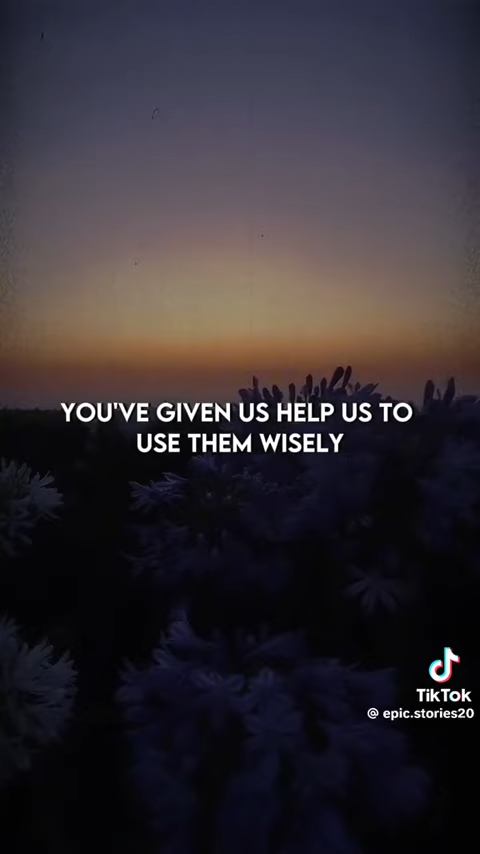 YOU'VE GIVEN US HELP US TO
USE THEM WISELY
TikTok
@ epic.stories20